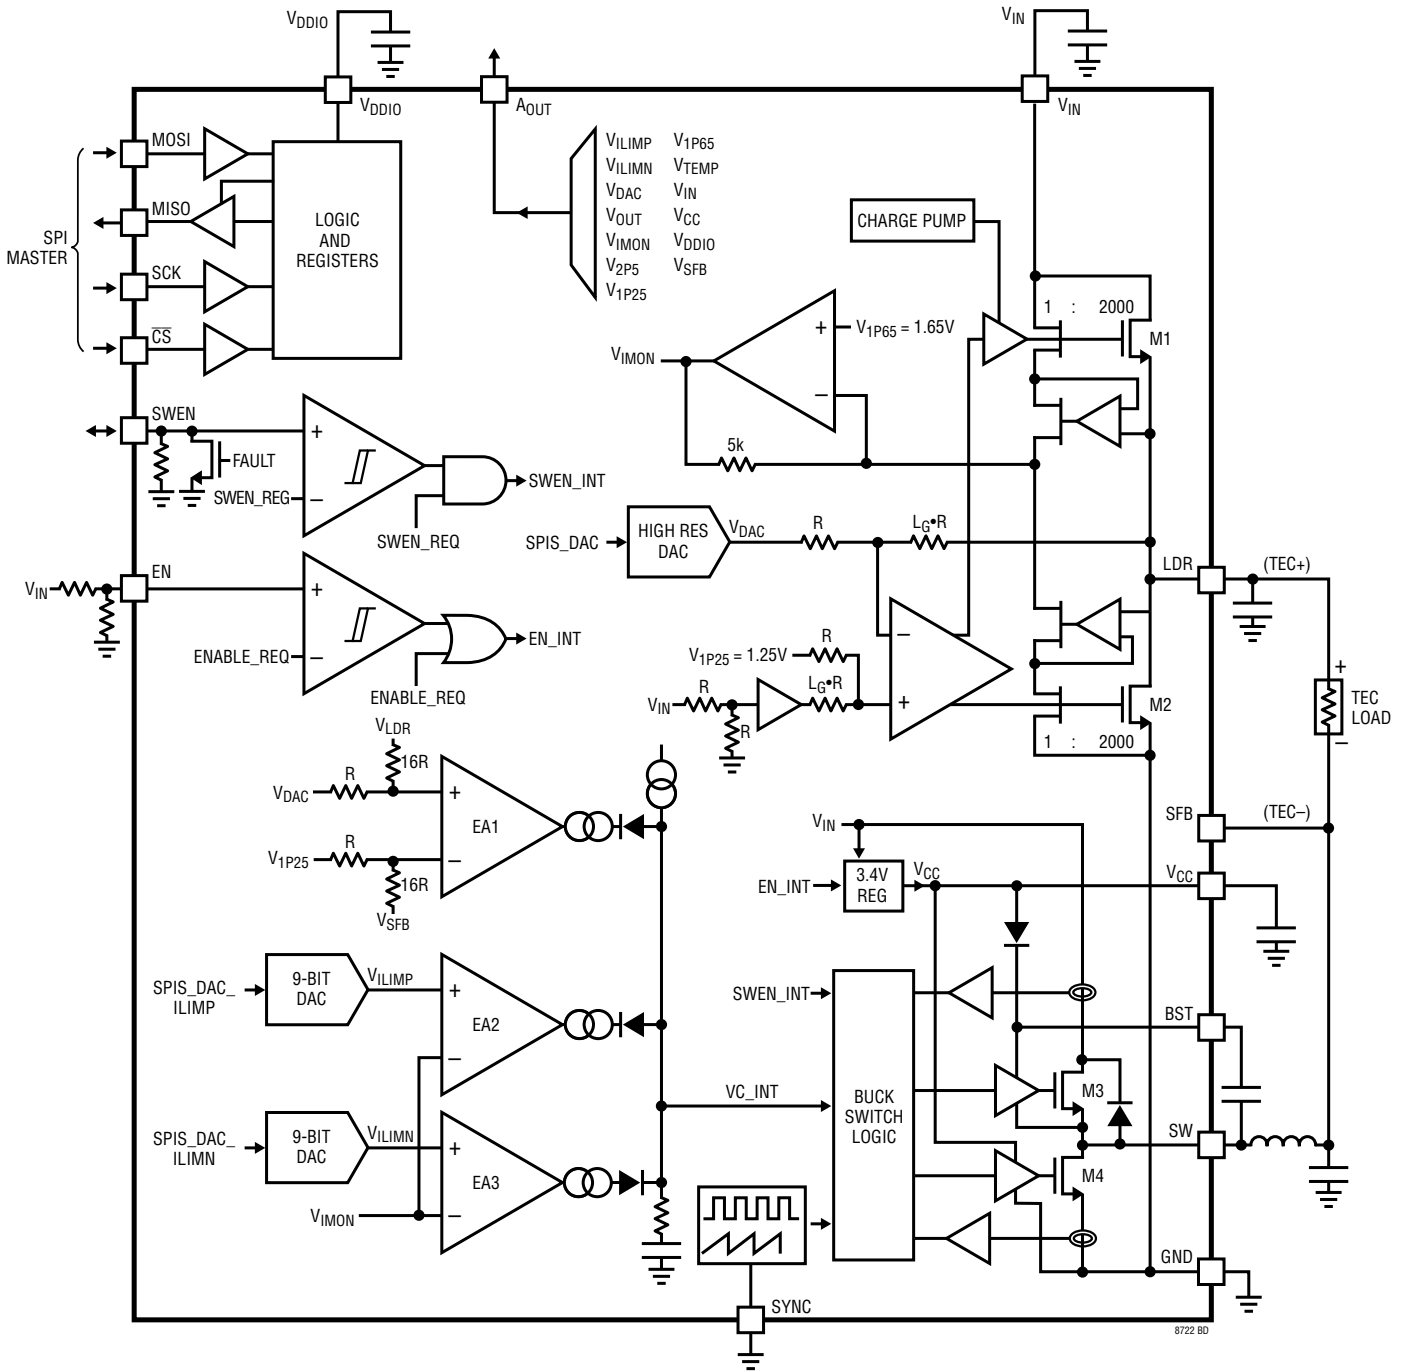 VDDIO
VIN
VDDIO
AOUT
VIN
MOSI
MISO
SCK
CS
SPI
MASTER
LOGIC
AND
REGISTERS
VILIMP V1P65
VILIMN VTEMP
VDAC VIN
VOUT VCC
VIMON VDDIO
V2P5 VSFB
V1P25
CHARGE PUMP
1 : 2000
M1
+
V1P65 = 1.65V
VIMON
–
5k
SWEN
FAULT
+
SWEN_REG
–
SWEN_INT
SWEN_REQ
SPIS_DAC
HIGH RES
DAC
VDAC
R
LG•R
LDR
(TEC+)
VIN
EN
+
ENABLE_REQ
–
EN_INT
ENABLE_REQ
–
R
V1P25 = 1.25V
VIN
R
LG•R
+
R
M2
1 : 2000
+
TEC
LOAD
–
VLDR
16R
R
VDAC
+
EA1
V1P25
R
–
16R
VSFB
VIN
SFB
(TEC–)
EN_INT
3.4V
REG
VCC
VCC
SPIS_DAC_
ILIMP
9-BIT
DAC
VILIMP
+
EA2
–
SWEN_INT
BST
VC_INT
BUCK
SWITCH
LOGIC
M3
SPIS_DAC_
ILIMN
9-BIT
DAC
VILIMN
+
EA3
VIMON
–
SW
M4
GND
SYNC
8722 BD